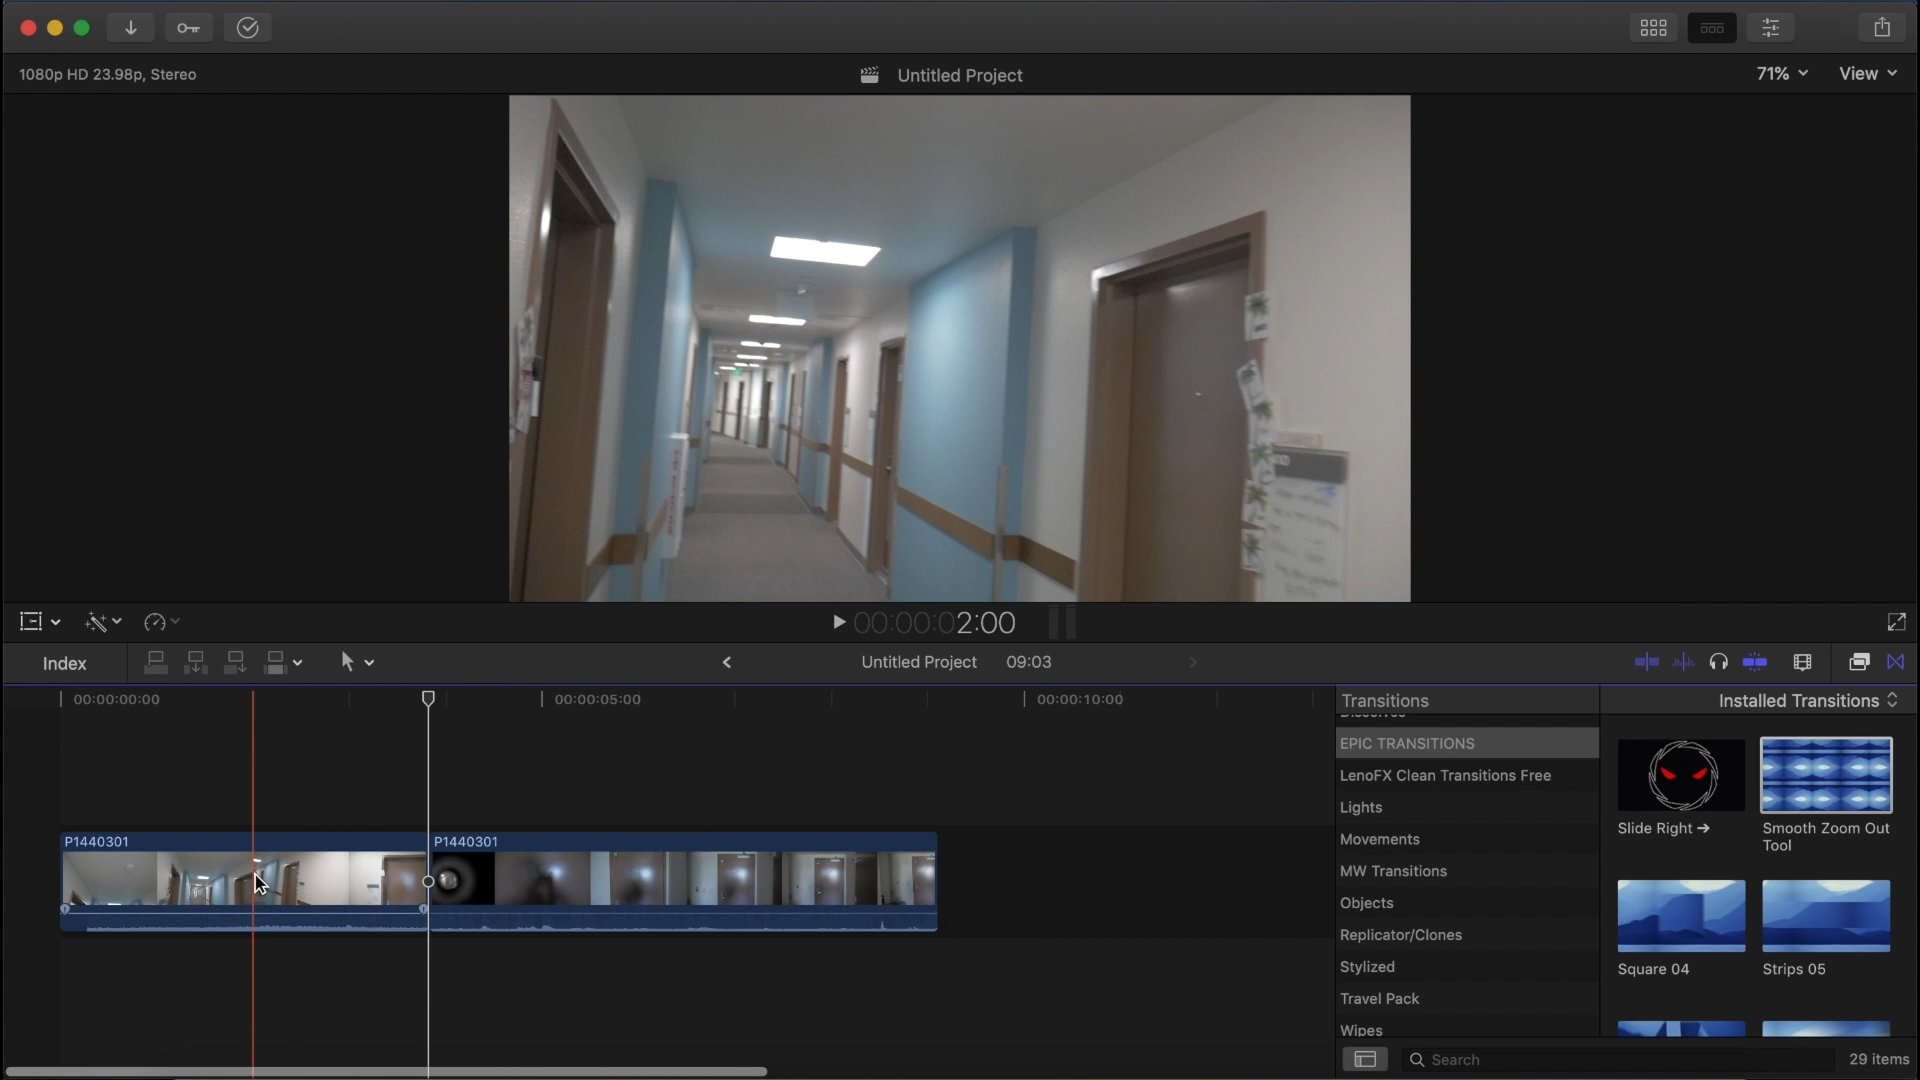 1080p HD 23.98p, Stereo
Untitled Project
71%
View
00:00:02:00
Index
Untitled Project
09:03
00:00:00:00
00:00:05:00
00:00:10:00
P1440301
P1440301
Transitions
Installed Transitions
Dissolves
EPIC TRANSITIONS
LenoFX Clean Transitions Free
Lights
Movements
MW Transitions
Objects
Replicator/Clones
Stylized
Travel Pack
Wipes
Slide Right →
Smooth Zoom Out
Tool
Square 04
Strips 05
Search
29 items